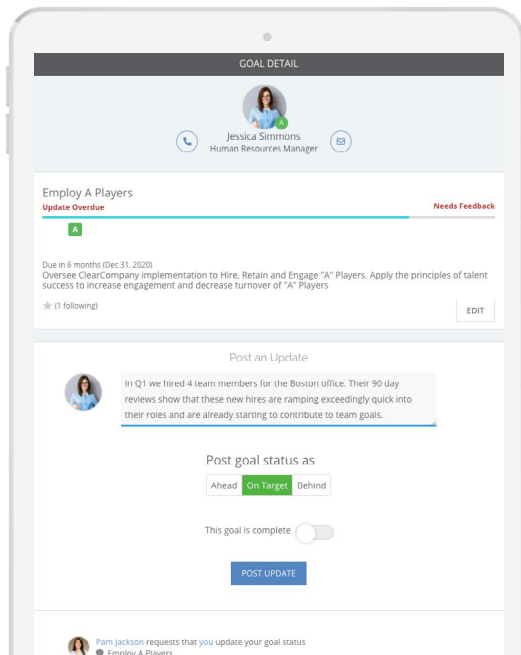 GOAL DETAIL
A
Jessica Simmons
Human Resources Manager
Employ A Players
Update Overdue
Needs Feedback
A
Due in 6 months (Dec 31, 2020)
Oversee ClearCompany implementation to Hire, Retain and Engage "A" Players. Apply the principles of talent
success to increase engagement and decrease turnover of "A" Players
(1 following)
EDIT
Post an Update
In Q1 we hired 4 team members for the Boston office. Their 90 day
reviews show that these new hires are ramping exceedingly quick into
their roles and are already starting to contribute to team goals.
Post goal status as
Ahead On Target Behind
This goal is complete
POST UPDATE
Pam Jackson requests that you update your goal status
Employ A Players